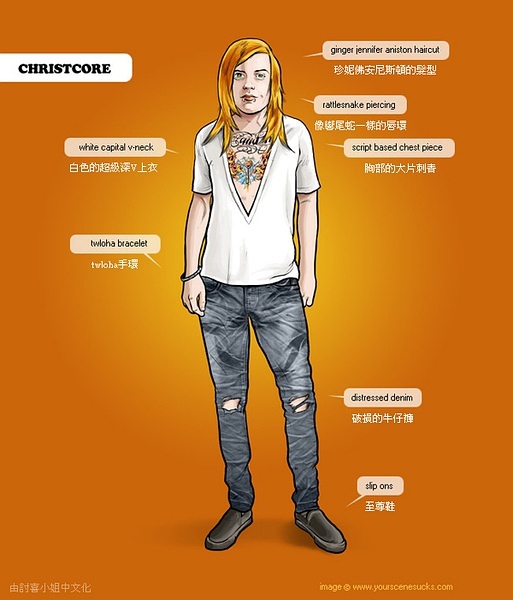 CHRISTCORE
ginger jennifer aniston haircut
珍妮佛安尼斯頓的髮型
rattlesnake piercing
像響尾蛇一樣的唇環
white capital v-neck
白色的超級深V上衣
script based chest piece
胸部的大片刺青
twloha bracelet
twloha手環
distressed denim
破損的牛仔褲
slip ons
至尊鞋
由討喜小姐中文化
image © www.yourscenesucks.com